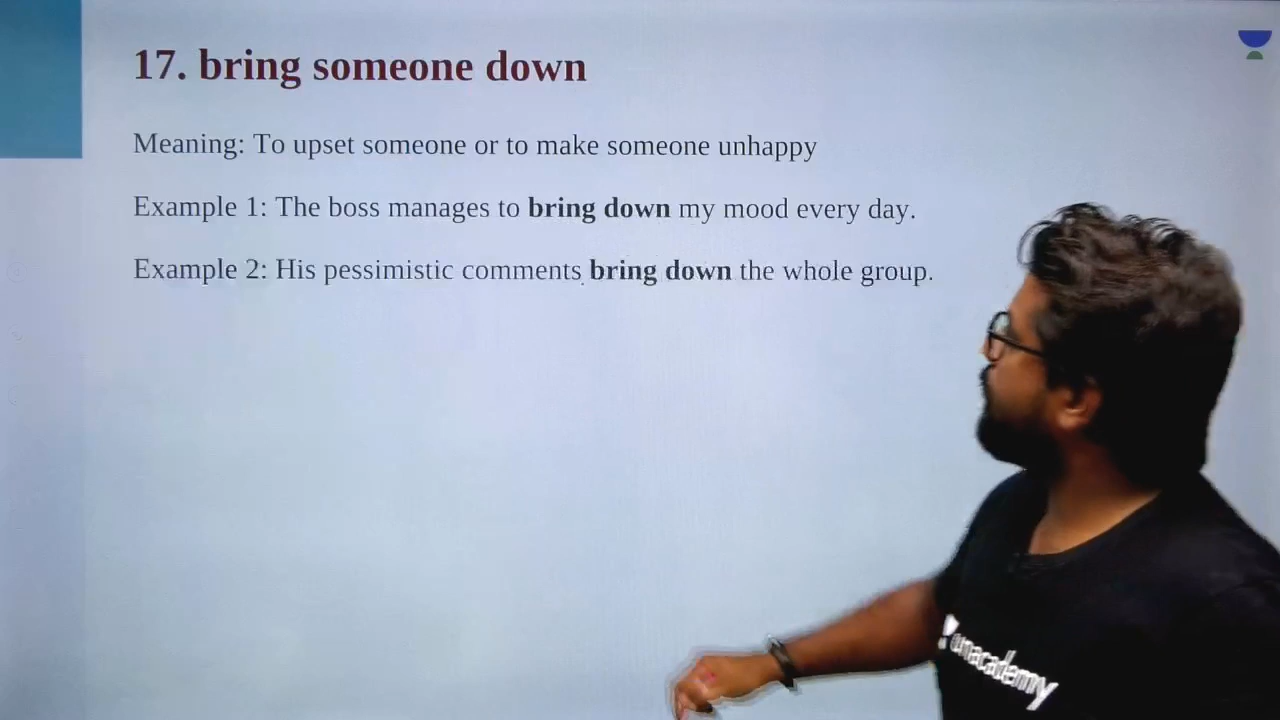 17. bring someone down
Meaning: To upset someone or to make someone unhappy
Example 1: The boss manages to bring down my mood every day.
Example 2: His pessimistic comments bring down the whole group.
unacademy